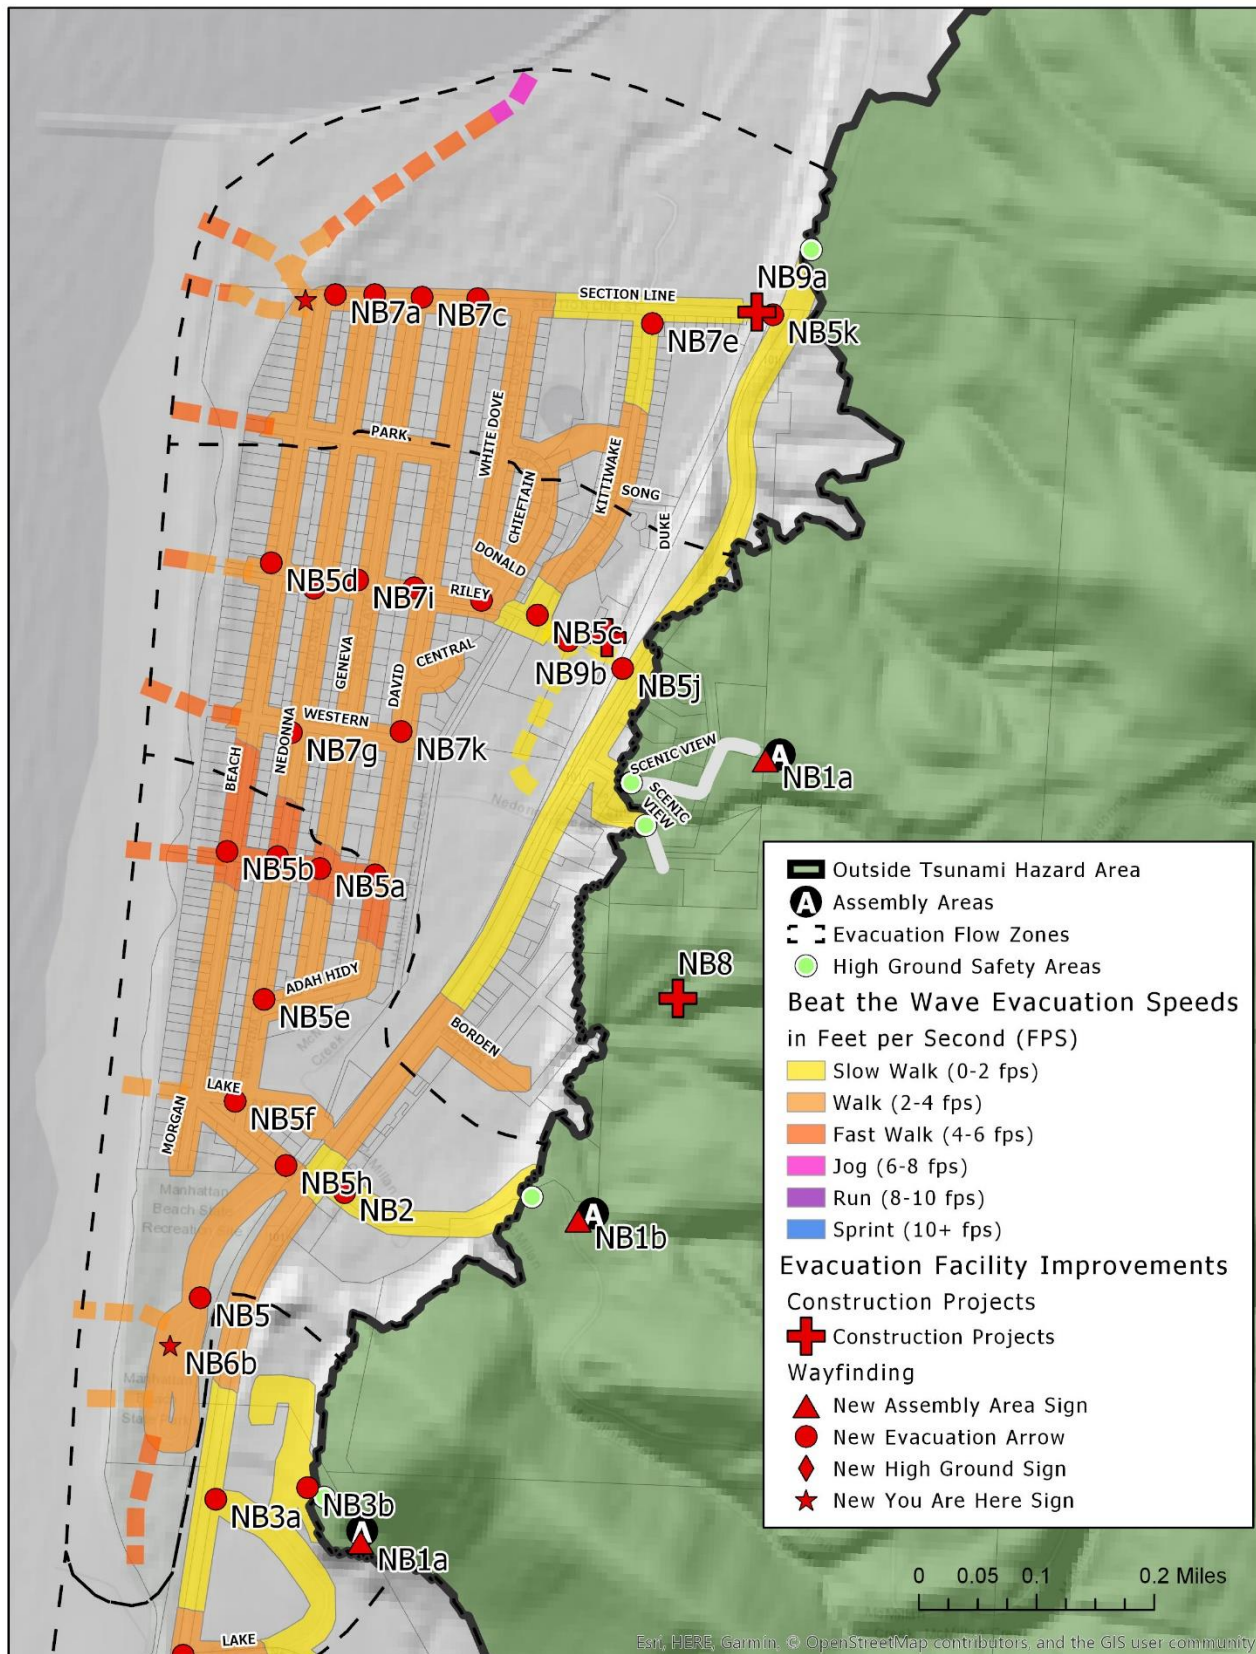 NB9a
SECTION LINE
NB7a
NB7c
NB7e
NB5k
PARK
WHITE DOVE
CHIEFTAIN
KITTIWAKE
SONG
DUKE
DONALD
NB5d
NB7i
RILEY
NB5c
NB9b
NB5j
GENEVA
CENTRAL
DAVID
NEDONNA
WESTERN
NB7g
NB7k
BEACH
SCENIC VIEW
SCENIC
VIEW
NB1a
NB5b
NB5a
NB8
ADAH HIDY
NB5e
BORDEN
LAKE
NB5f
MORGAN
NB5h
NB2
Manhattan
Beach State
Recreation Site
A
NB1b
NB5
NB6b
NB3a
NB3b
A
NB1a
LAKE
Outside Tsunami Hazard Area
A Assembly Areas
Evacuation Flow Zones
High Ground Safety Areas
Beat the Wave Evacuation Speeds
in Feet per Second (FPS)
Slow Walk (0-2 fps)
Walk (2-4 fps)
Fast Walk (4-6 fps)
Jog (6-8 fps)
Run (8-10 fps)
Sprint (10+ fps)
Evacuation Facility Improvements
Construction Projects
Construction Projects
Wayfinding
New Assembly Area Sign
New Evacuation Arrow
New High Ground Sign
New You Are Here Sign
0 0.05 0.1 0.2 Miles
Esri, HERE, Garmin, © OpenStreetMap contributors, and the GIS user community